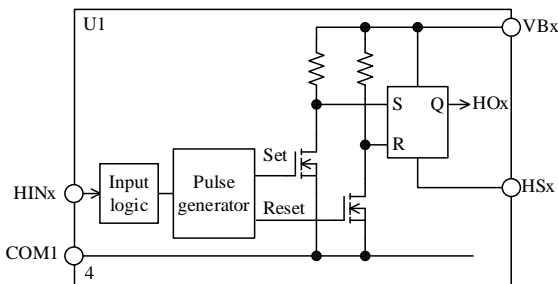 U1
VBx
S
Q
HOx
R
Set
Input
logic
Pulse
generator
HINx
HSx
Reset
COM1
4